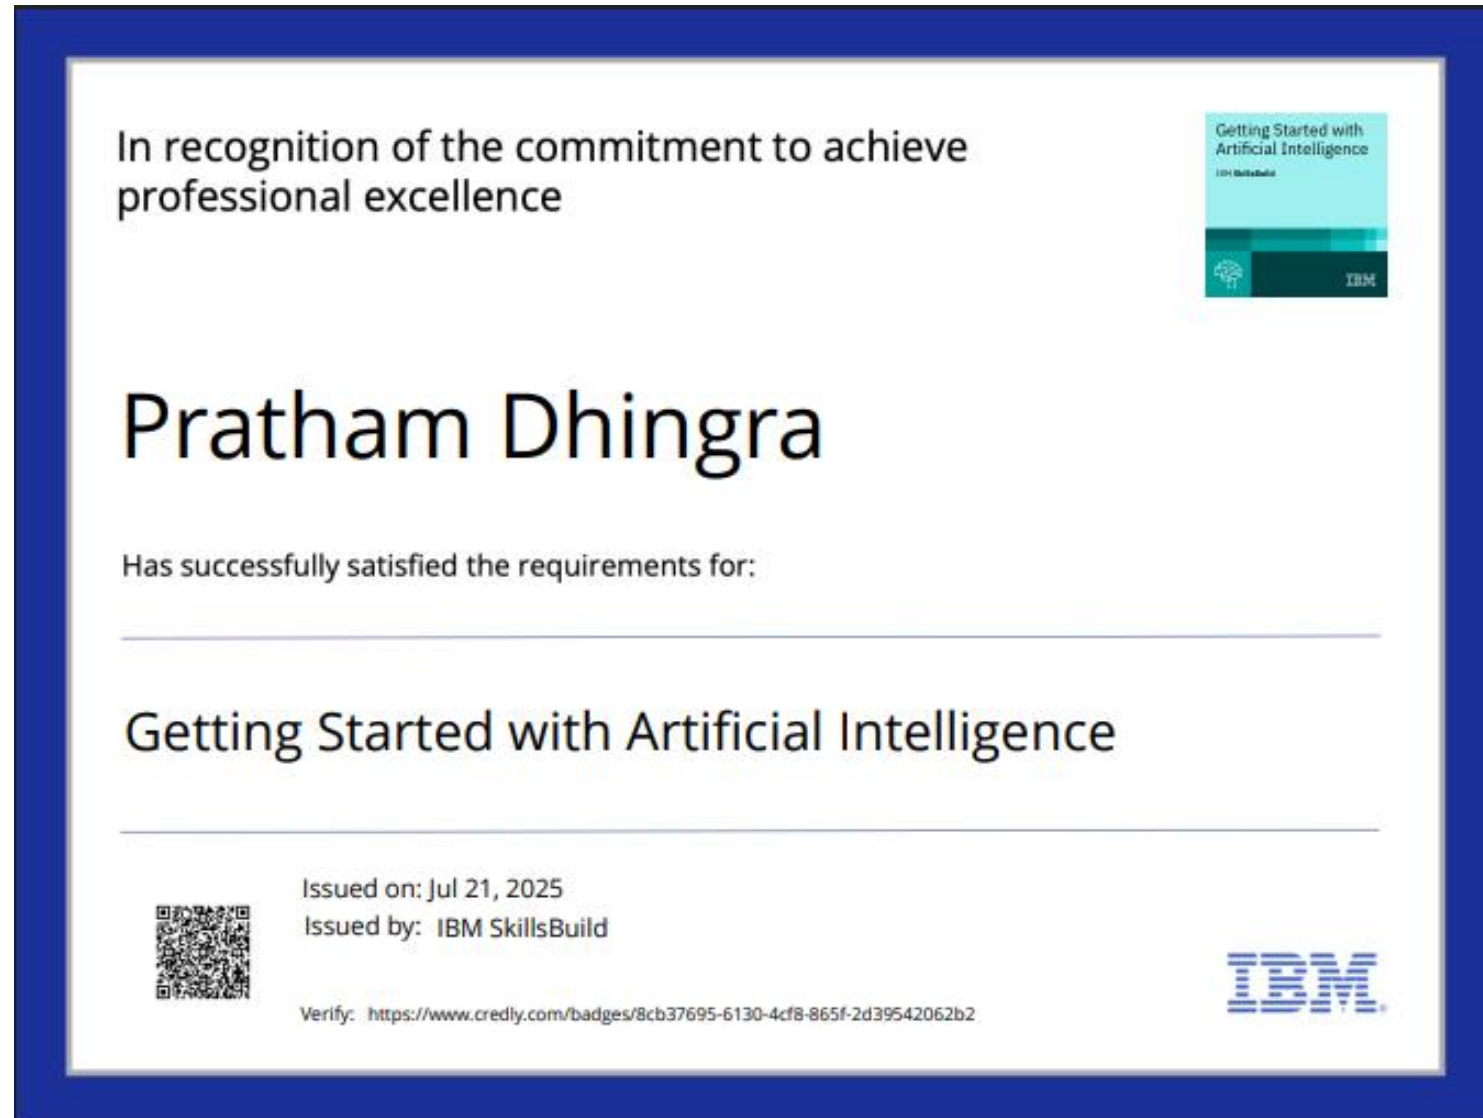 In recognition of the commitment to achieve
professional excellence
Getting Started with
Artificial Intelligence
IBM SkillsBuild
IBM
Pratham Dhingra
Has successfully satisfied the requirements for:
Getting Started with Artificial Intelligence
Issued on: Jul 21, 2025
Issued by: IBM SkillsBuild
Verify: https://www.credly.com/badges/8cb37695-6130-4cf8-865f-2d39542062b2
IBM